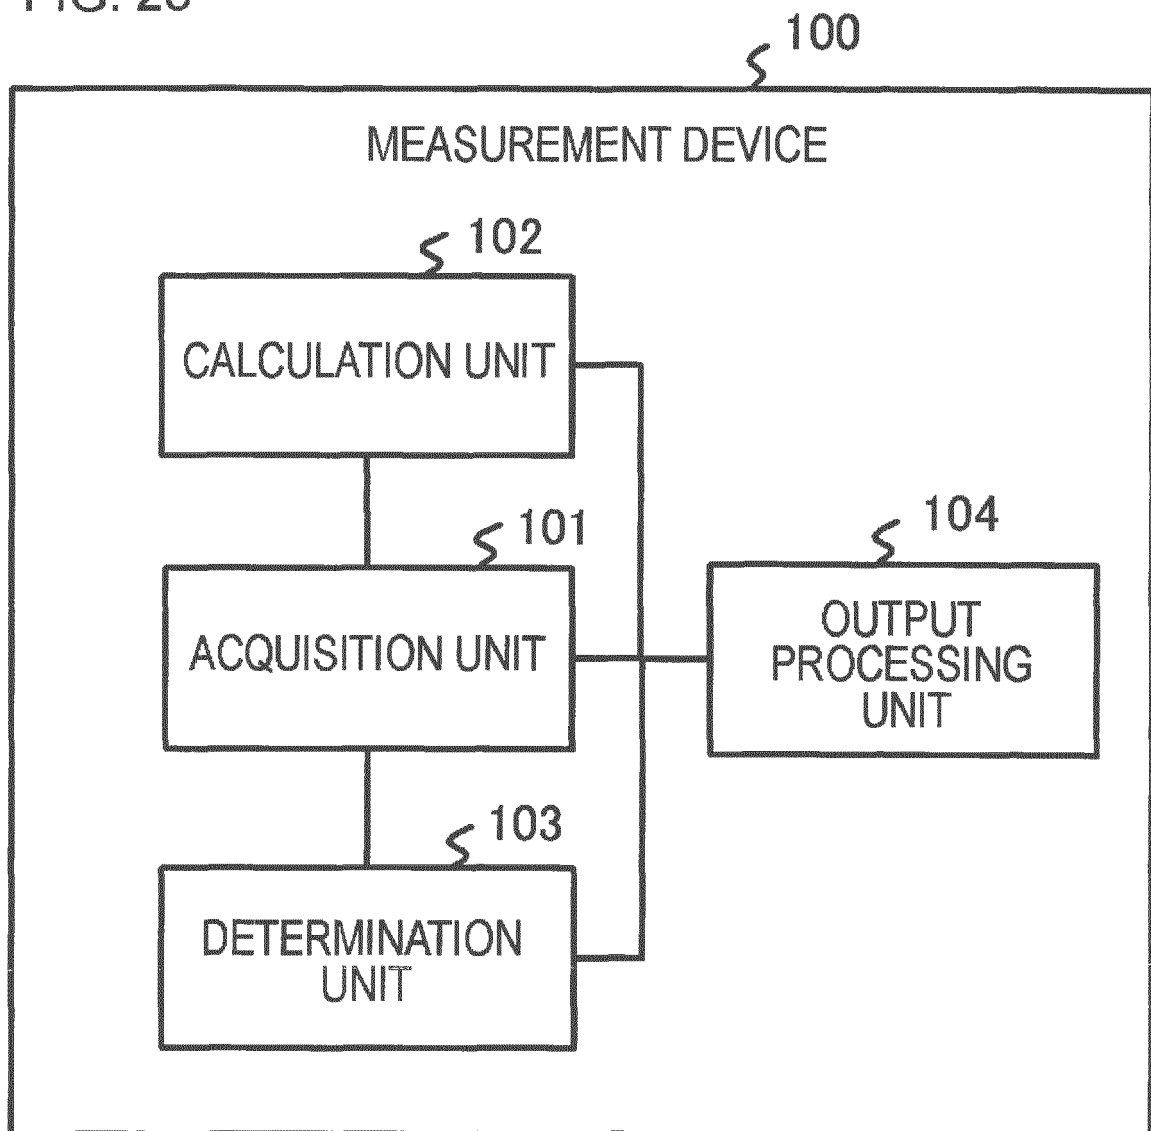 100
MEASUREMENT DEVICE
102
CALCULATION UNIT
101
ACQUISITION UNIT
104
OUTPUT
PROCESSING
UNIT
103
DETERMINATION
UNIT